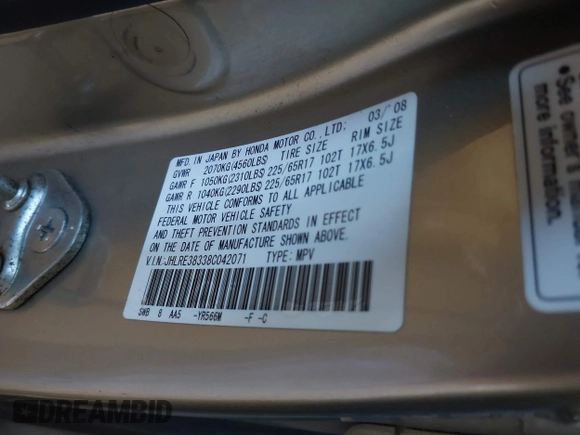 03/'08
MFD. IN JAPAN BY HONDA MOTOR CO., LTD:
GVWR 2070KG(4560LBS) TIRE SIZE RIM SIZE
GAWR F 1050KG(2310LBS) 225/65R17 102T 17X6.5J
GAWR R 1040KG(2290LBS) 225/65R17 102T 17X6.5J
THIS VEHICLE CONFORMS TO ALL APPLICABLE
FEDERAL MOTOR VEHICLE SAFETY
AND THEFT PREVENTION STANDARDS IN EFFECT
ON THE DATE OF MANUFACTURE SHOWN ABOVE.
V.I.N.:JHLRE38338C042071 TYPE: MPV
SWB 8 AA5 -YR566M -F -C
•See owner's
more information.
DREAMBID